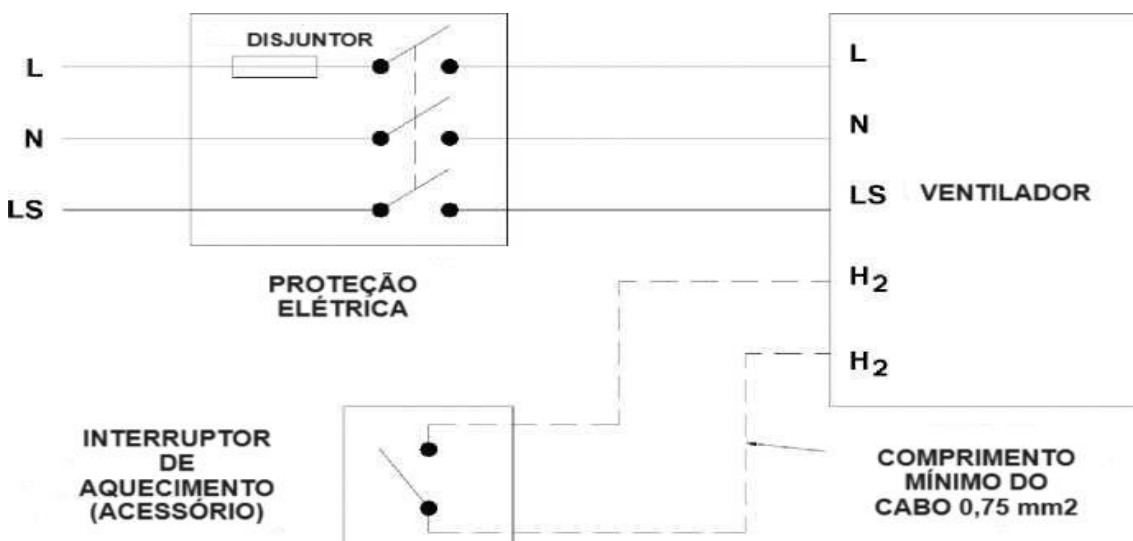 DISJUNTOR
L
N
LS
PROTEÇÃO
ELÉTRICA
L
N
LS
VENTILADOR
H2
H2
INTERRUPTOR
DE
AQUECIMENTO
(ACESSÓRIO)
COMPRIMENTO
MÍNIMO DO
CABO 0,75 mm2